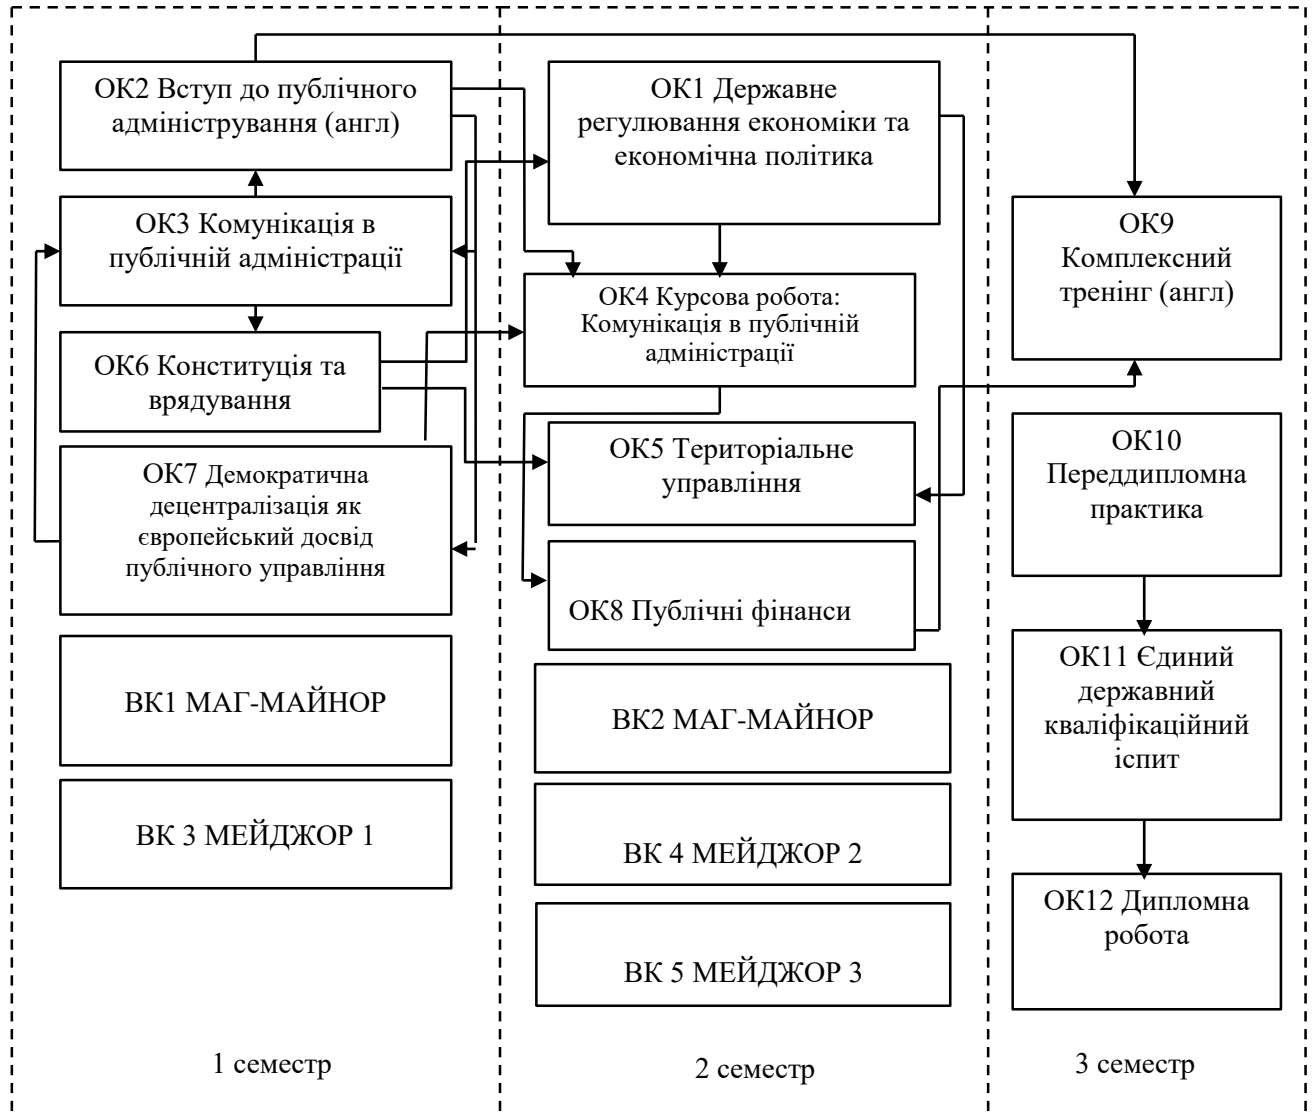 ОК2 Вступ до публічного
адміністрування (англ)
ОК3 Комунікація в
публічній адміністрації
ОК6 Конституція та
врядування
ОК7 Демократична
децентралізація як
європейський досвід
публічного управління
ВК1 МАГ-МАЙНОР
ВК 3 МЕЙДЖОР 1
1 семестр
ОК1 Державне
регулювання економіки та
економічна політика
ОК4 Курсова робота:
Комунікація в публічній
адміністрації
ОК5 Територіальне
управління
ОК8 Публічні фінанси
ВК2 МАГ-МАЙНОР
ВК 4 МЕЙДЖОР 2
ВК 5 МЕЙДЖОР 3
2 семестр
ОК9
Комплексний
тренінг (англ)
ОК10
Переддипломна
практика
ОК11 Єдиний
державний
кваліфікаційний
іспит
ОК12 Дипломна
робота
3 семестр